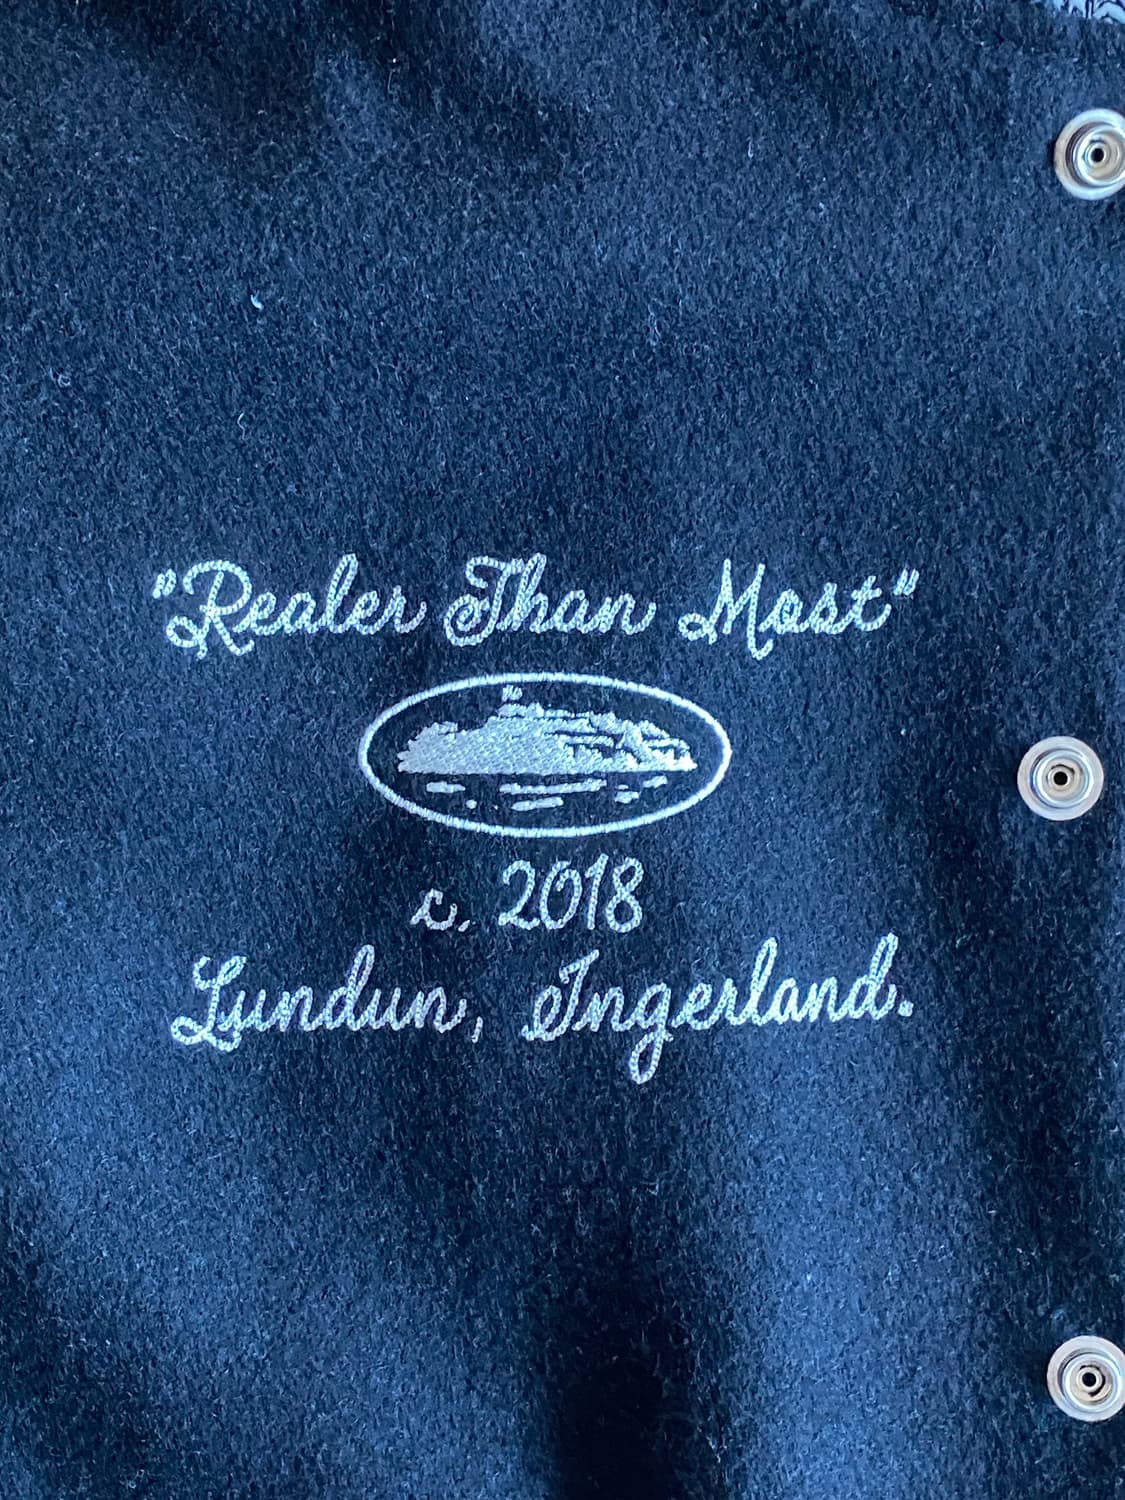 "Realer Than Most"
c. 2018
Lundun, Ingerland.